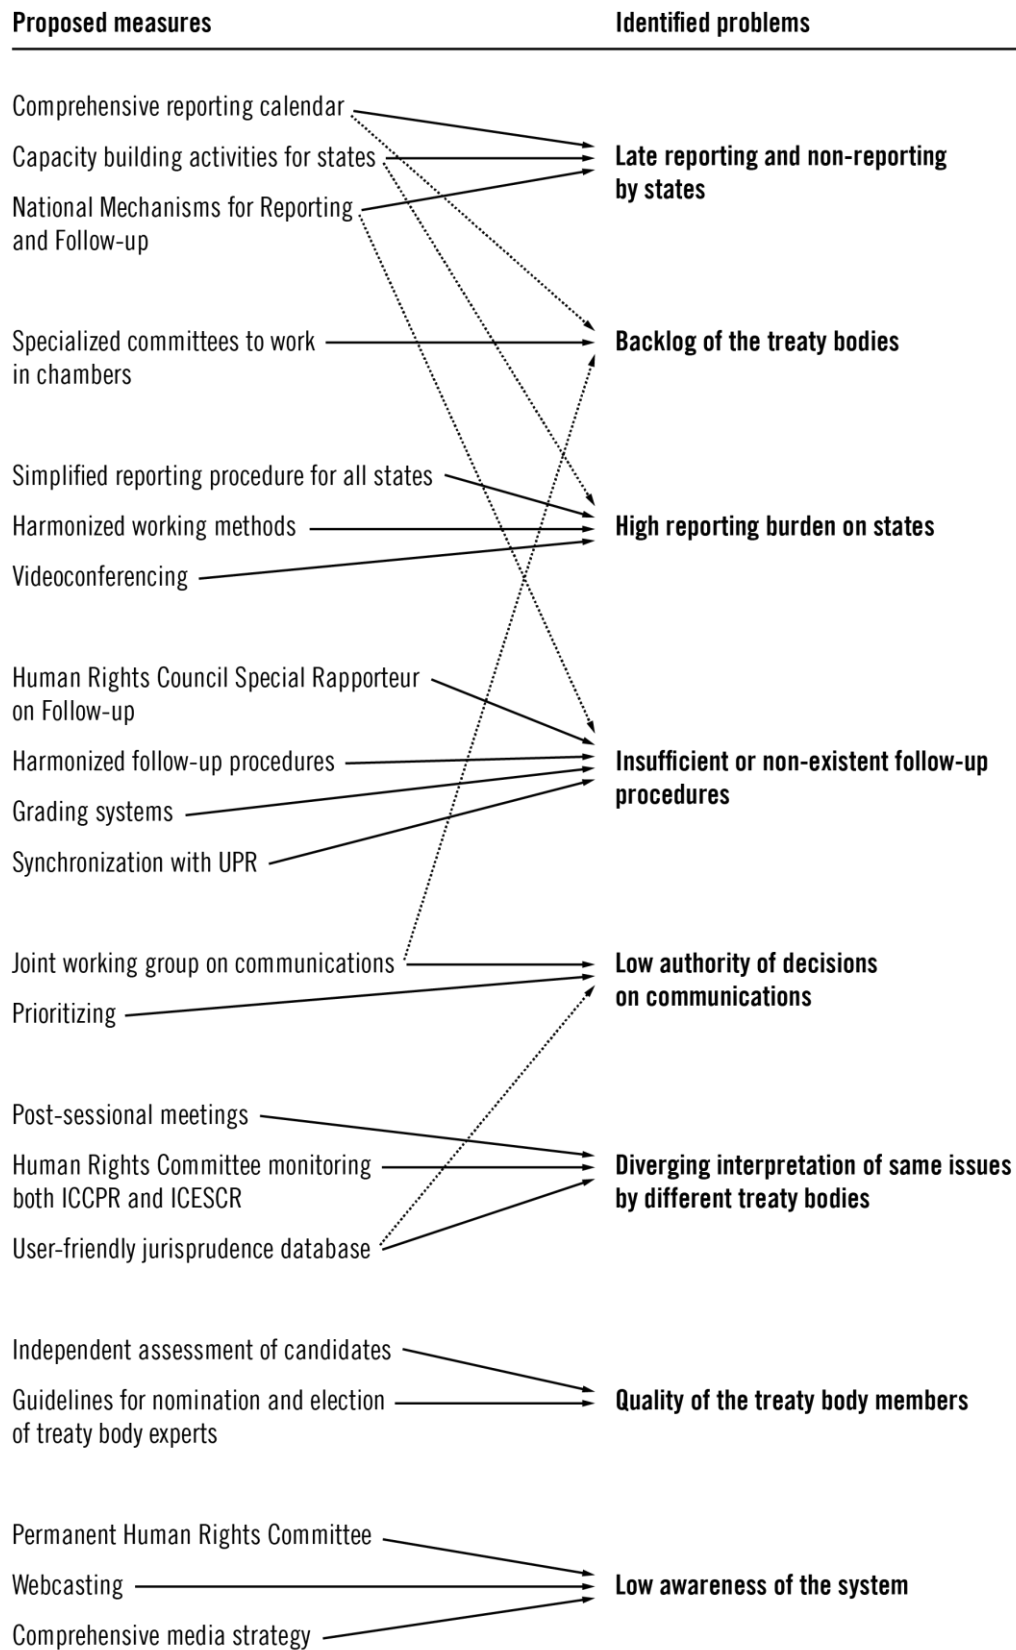 Proposed measures
Identified problems
Comprehensive reporting calendar
Capacity building activities for states
National Mechanisms for Reporting
and Follow-up
Late reporting and non-reporting
by states
Specialized committees to work
in chambers
Backlog of the treaty bodies
Simplified reporting procedure for all states
Harmonized working methods
Videoconferencing
High reporting burden on states
Human Rights Council Special Rapporteur
on Follow-up
Harmonized follow-up procedures
Grading systems
Synchronization with UPR
Insufficient or non-existent follow-up
procedures
Joint working group on communications
Prioritizing
Low authority of decisions
on communications
Post-sessional meetings
Human Rights Committee monitoring
both ICCPR and ICESCR
User-friendly jurisprudence database
Diverging interpretation of same issues
by different treaty bodies
Independent assessment of candidates
Guidelines for nomination and election
of treaty body experts
Quality of the treaty body members
Permanent Human Rights Committee
Webcasting
Comprehensive media strategy
Low awareness of the system